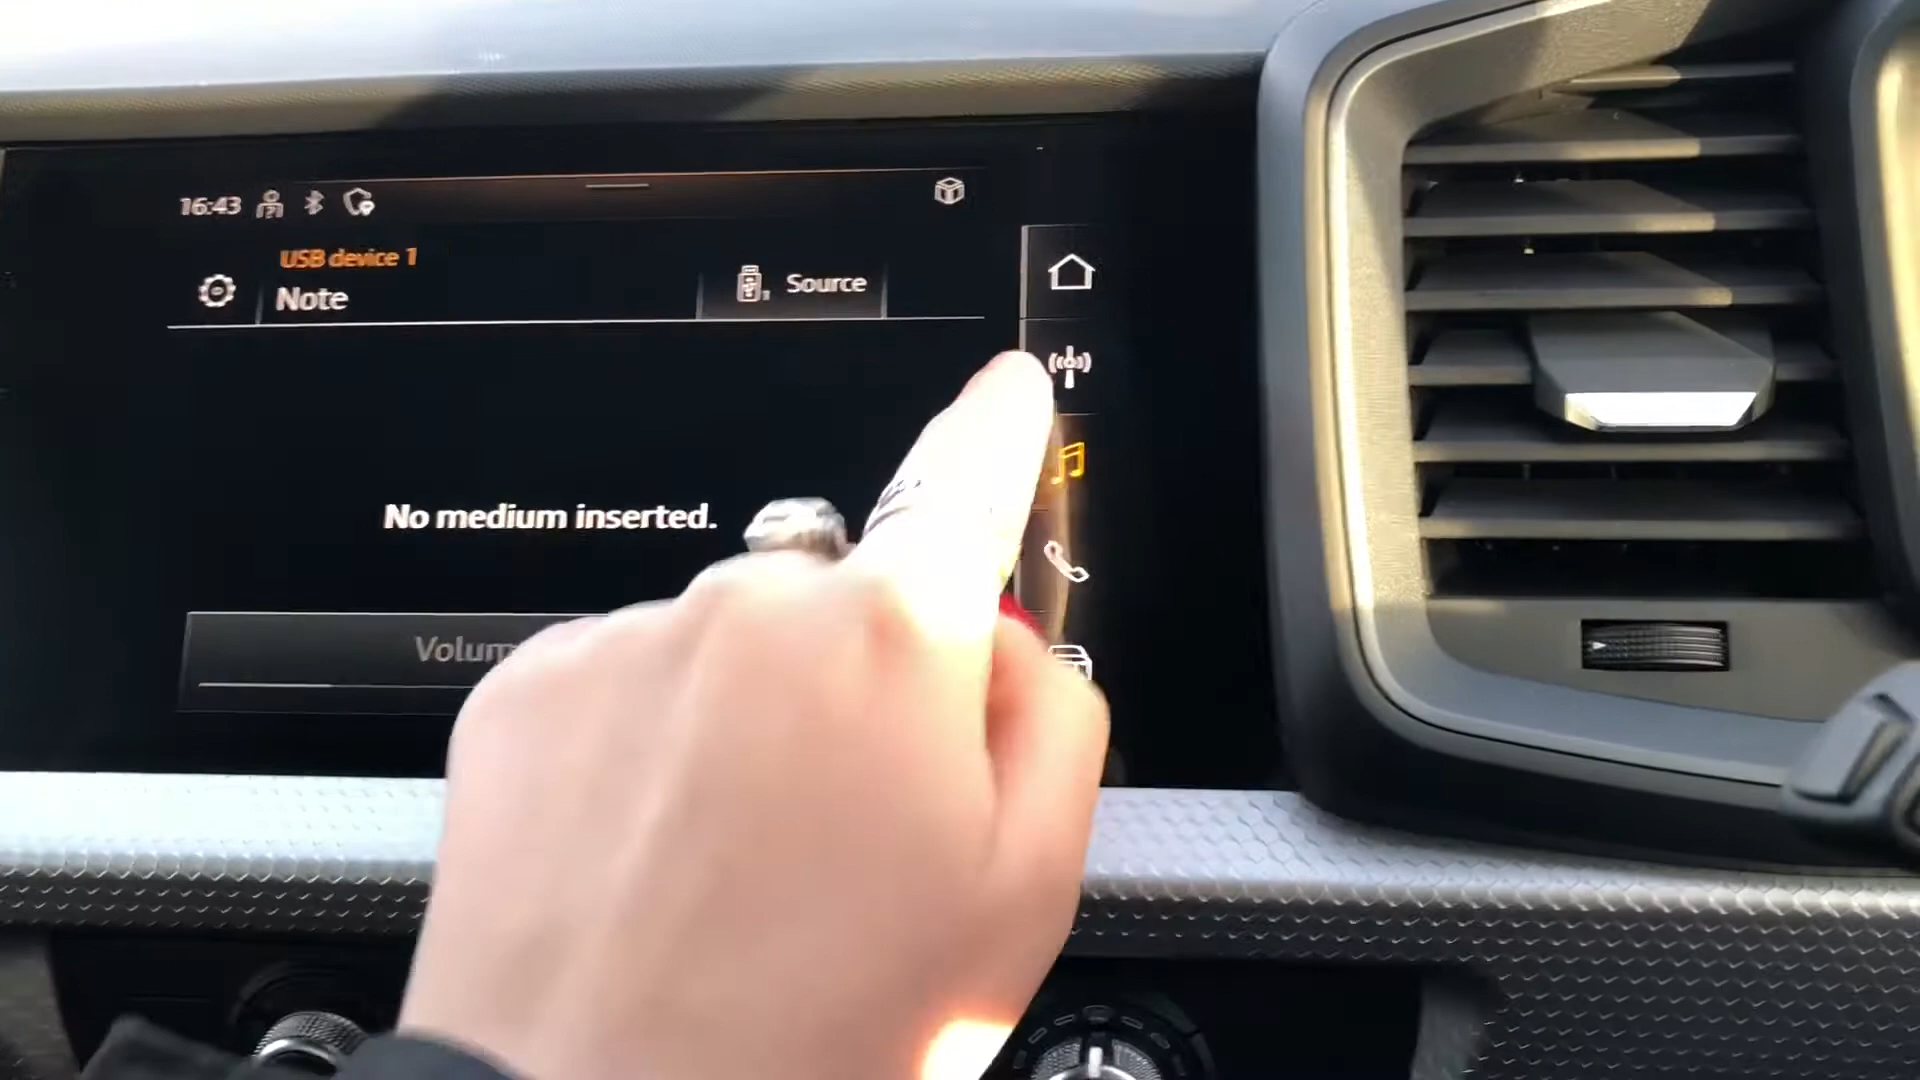 16:43
USB device 1
Note
Source
No medium inserted.